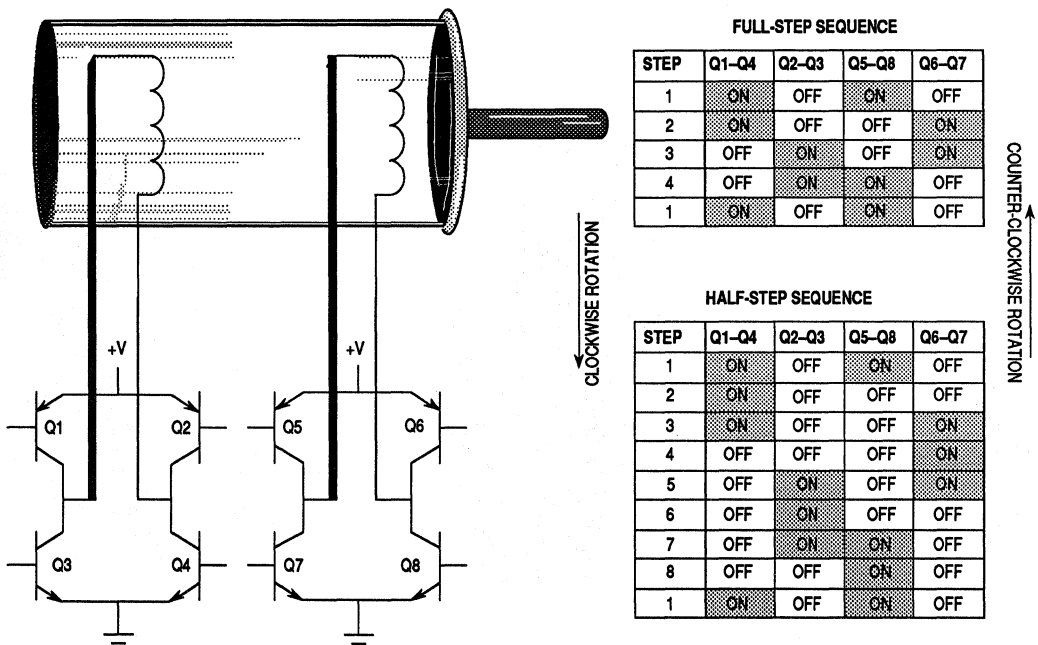 FULL-STEP SEQUENCE
STEP Q1–Q4 Q2–Q3 Q5–Q8 Q6–Q7
1 ON OFF ON OFF
2 ON OFF OFF ON
3 OFF ON OFF ON
4 OFF ON ON OFF
1 ON OFF ON OFF
CLOCKWISE ROTATION
COUNTER-CLOCKWISE ROTATION
HALF-STEP SEQUENCE
STEP Q1–Q4 Q2–Q3 Q5–Q8 Q6–Q7
1 ON OFF ON OFF
2 ON OFF OFF OFF
3 ON OFF OFF ON
4 OFF OFF OFF ON
5 OFF ON OFF ON
6 OFF ON OFF OFF
7 OFF ON ON OFF
8 OFF OFF ON OFF
1 ON OFF ON OFF
+V +V
Q1 Q2 Q5 Q6
Q3 Q4 Q7 Q8